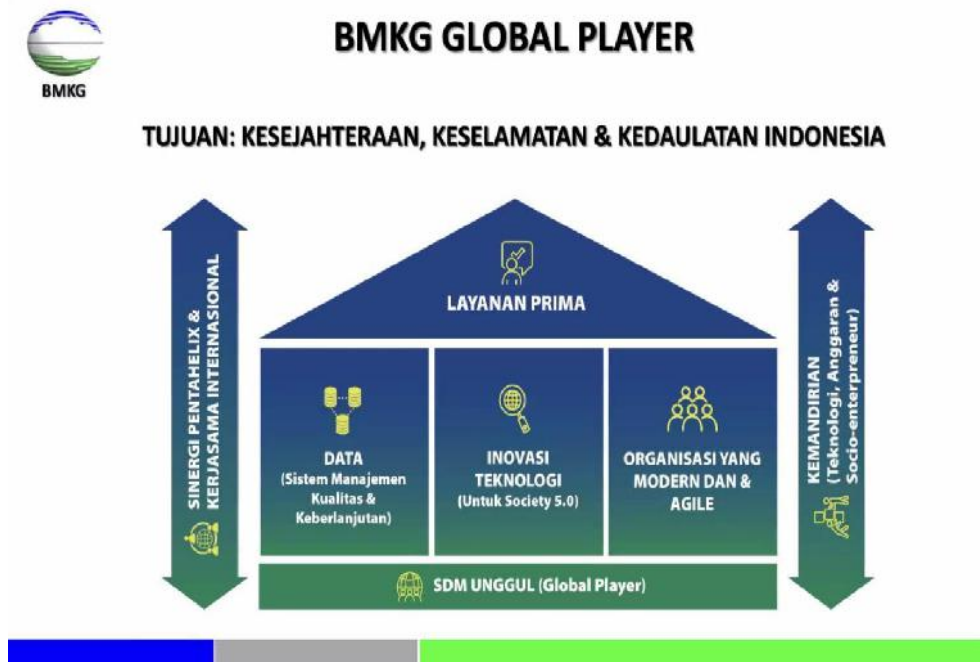 BMKG
BMKG GLOBAL PLAYER
TUJUAN: KESEJAHTERAAN, KESELAMATAN & KEDAULATAN INDONESIA
SINERGI PENTAHELIX &
KERJASAMA INTERNASIONAL
LAYANAN PRIMA
DATA
(Sistem Manajemen
Kualitas &
Keberlanjutan)
INOVASI
TEKNOLOGI
(Untuk Society 5.0)
ORGANISASI YANG
MODERN DAN &
AGILE
KEMANDIRIAN
(Teknologi, Anggaran &
Socio-enterpreneur)
SDM UNGGUL (Global Player)